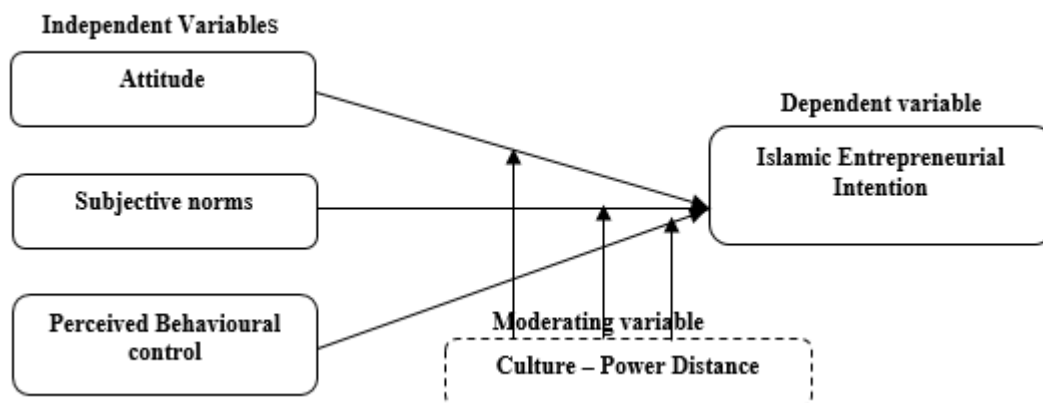 Independent Variables
Attitude
Dependent variable
Islamic Entrepreneurial
Intention
Subjective norms
Perceived Behavioural
control
Moderating variable
Culture – Power Distance